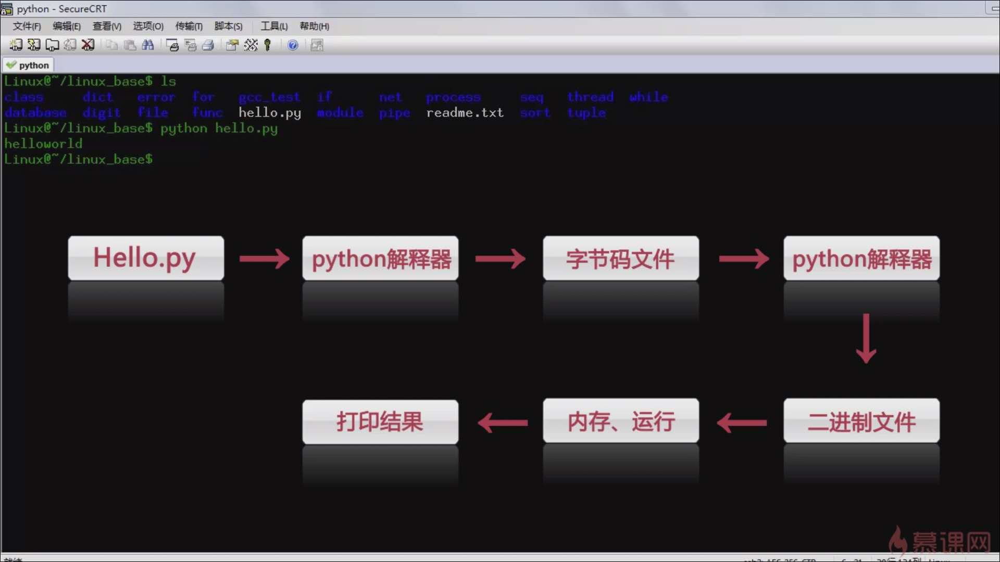 python - SecureCRT
文件(F) 编辑(E) 查看(V) 选项(O) 传输(T) 脚本(S) 工具(L) 帮助(H)
python
Linux@~/linux_base$ ls
class dict error for gcc_test if net process seq thread while
database digit file func hello.py module pipe readme.txt sort tuple
Linux@~/linux_base$ python hello.py
helloworld
Linux@~/linux_base$
Hello.py
python解释器
字节码文件
python解释器
二进制文件
内存、运行
打印结果
慕课网